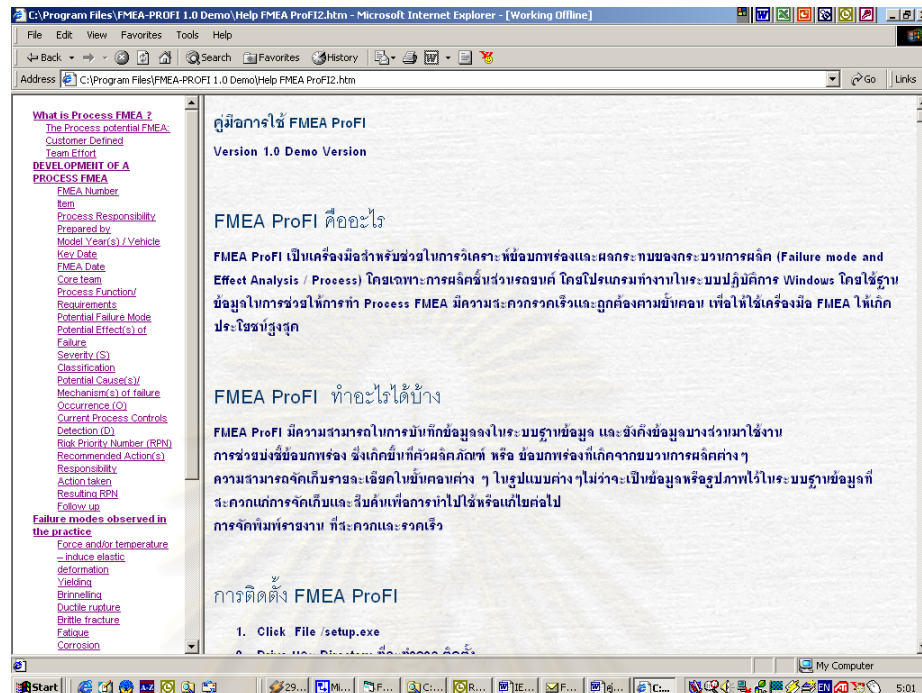 C:\Program Files\FMEA-PROFI 1.0 Demo\Help FMEA ProFI2.htm - Microsoft Internet Explorer - [Working Offline]
File Edit View Favorites Tools Help
Back Search Favorites History
Address C:\Program Files\FMEA-PROFI 1.0 Demo\Help FMEA ProFI2.htm Go Links
What is Process FMEA ?
The Process potential FMEA:
Customer Defined
Team Effort
DEVELOPMENT OF A
PROCESS FMEA
FMEA Number
Item
Process Responsibility
Prepared by
Model Year(s) / Vehicle
Key Date
FMEA Date
Core team
Process Function/
Requirements
Potential Failure Mode
Potential Effect(s) of
Failure
Severity (S)
Classification
Potential Cause(s)/
Mechanism(s) of failure
Occurrence (O)
Current Process Controls
Detection (D)
Risk Priority Number (RPN)
Recommended Action(s)
Responsibility
Action taken
Resulting RPN
Follow up
Failure modes observed in
the practice
Force and/or temperature
– induce elastic
deformation
Yielding
Brinnelling
Ductile rupture
Brittle fracture
Fatigue
Corrosion
คู่มือการใช้ FMEA ProFI
Version 1.0 Demo Version
FMEA ProFI คืออะไร
FMEA ProFI เป็นเครื่องมือสำหรับช่วยในการวิเคราะห์ข้อบกพร่องและผลกระทบของกระบวนการผลิต (Failure mode and
Effect Analysis / Process) โดยเฉพาะการผลิตชิ้นส่วนรถยนต์ โดยโปรแกรมทำงานในระบบปฏิบัติการ Windows โดยใช้ฐาน
ข้อมูลในการช่วยให้การทำ Process FMEA มีความสะดวกรวดเร็วและถูกต้องตามขั้นตอน เพื่อให้ใช้เครื่องมือ FMEA ให้เกิด
ประโยชน์สูงสุด
FMEA ProFI ทำอะไรได้บ้าง
FMEA ProFI มีความสามารถในการบันทึกข้อมูลลงในระบบฐานข้อมูล และยังดึงข้อมูลบางส่วนมาใช้งาน
การช่วยบ่งชี้ข้อบกพร่อง ซึ่งเกิดขึ้นที่ตัวผลิตภัณฑ์ หรือ ข้อบกพร่องที่เกิดจากขบวนการผลิตต่างๆ
ความสามารถจัดเก็บรายละเอียดในขั้นตอนต่าง ๆ ในรูปแบบต่างๆไม่ว่าจะเป็นข้อมูลหรือรูปภาพไว้ในระบบฐานข้อมูลที่
สะดวกแก่การจัดเก็บและสืบค้นเพื่อการนำไปใช้หรือแก้ไขต่อไป
การจัดพิมพ์รายงาน ที่สะดวกและรวดเร็ว
การติดตั้ง FMEA ProFI
1. Click File /setup.exe
My Computer
Start 29... Mi... F... C:... R... IE... F... C:... EN 5:01